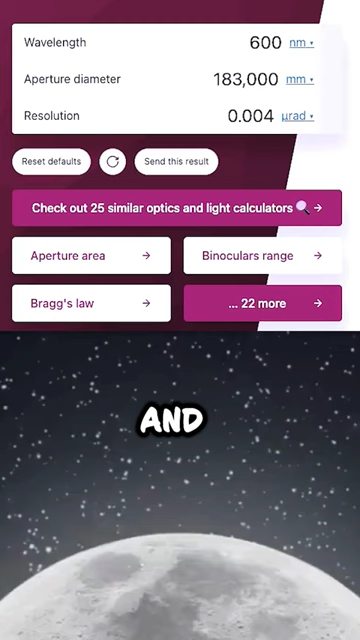 Wavelength 600 nm
Aperture diameter 183,000 mm
Resolution 0.004 μrad
Reset defaults Send this result
Check out 25 similar optics and light calculators
Aperture area Binoculars range
Bragg's law ... 22 more
AND